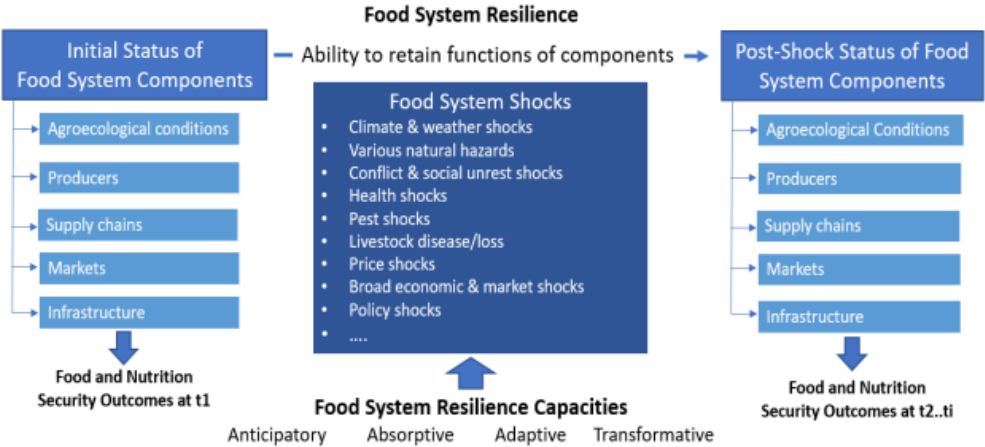 Food System Resilience
Initial Status of
Food System Components
Agroecological conditions
Producers
Supply chains
Markets
Infrastructure
Food and Nutrition
Security Outcomes at t1
Ability to retain functions of components
Food System Shocks
• Climate & weather shocks
• Various natural hazards
• Conflict & social unrest shocks
• Health shocks
• Pest shocks
• Livestock disease/loss
• Price shocks
• Broad economic & market shocks
• Policy shocks
• ....
Food System Resilience Capacities
Anticipatory Absorptive Adaptive Transformative
Post-Shock Status of Food
System Components
Agroecological Conditions
Producers
Supply chains
Markets
Infrastructure
Food and Nutrition
Security Outcomes at t2..ti